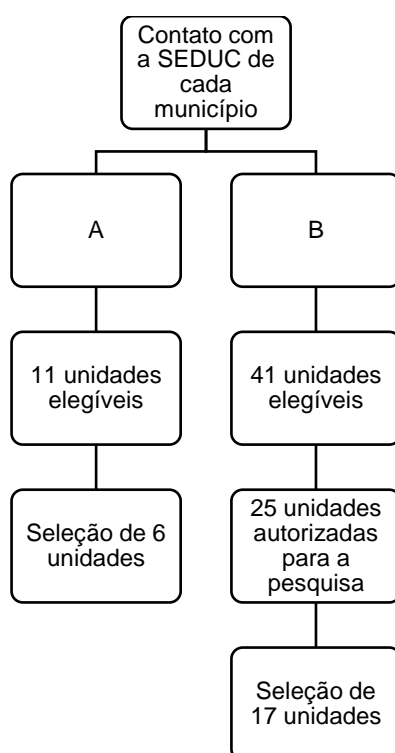 Contato com
a SEDUC de
cada
município
A
B
11 unidades
elegíveis
41 unidades
elegíveis
Seleção de 6
unidades
25 unidades
autorizadas
para a
pesquisa
Seleção de
17 unidades